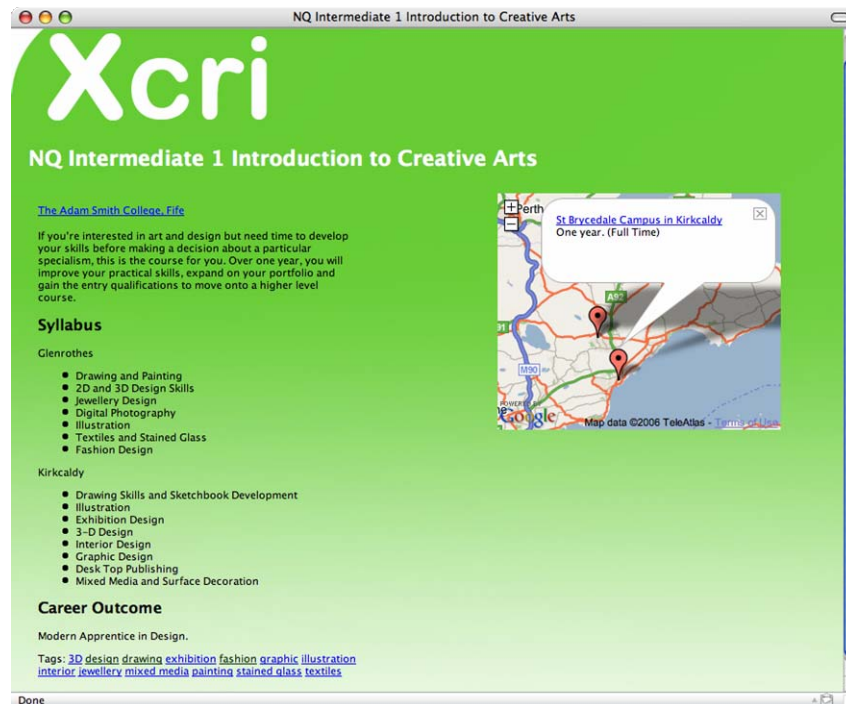 NQ Intermediate 1 Introduction to Creative Arts
Xcri
NQ Intermediate 1 Introduction to Creative Arts
The Adam Smith College, Fife
If you're interested in art and design but need time to develop
your skills before making a decision about a particular
specialism, this is the course for you. Over one year, you will
improve your practical skills, expand on your portfolio and
gain the entry qualifications to move onto a higher level
course.
Syllabus
Glenrothes
Drawing and Painting
2D and 3D Design Skills
Jewellery Design
Digital Photography
Illustration
Textiles and Stained Glass
Fashion Design
Kirkcaldy
Drawing Skills and Sketchbook Development
Illustration
Exhibition Design
3-D Design
Interior Design
Graphic Design
Desk Top Publishing
Mixed Media and Surface Decoration
Career Outcome
Modern Apprentice in Design.
Tags: 3D design drawing exhibition fashion graphic illustration
interior jewellery mixed media painting stained glass textiles
Perth
St Brycedale Campus in Kirkcaldy
One year. (Full Time)
A92
M90
POWERED BY
Google
Map data ©2006 TeleAtlas - Terms of Use
Done